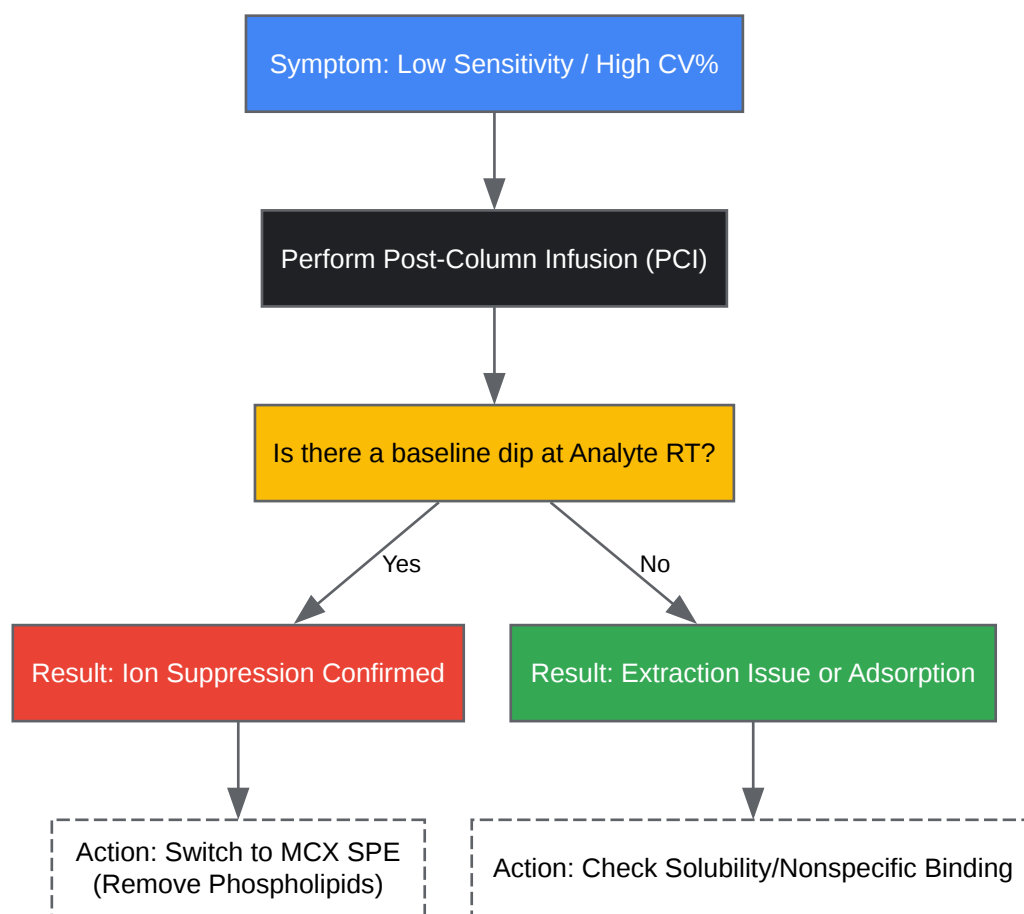 Symptom: Low Sensitivity / High CV%
Perform Post-Column Infusion (PCI)
Is there a baseline dip at Analyte RT?
Yes
No
Result: Ion Suppression Confirmed
Result: Extraction Issue or Adsorption
Action: Switch to MCX SPE
(Remove Phospholipids)
Action: Check Solubility/Nonspecific Binding